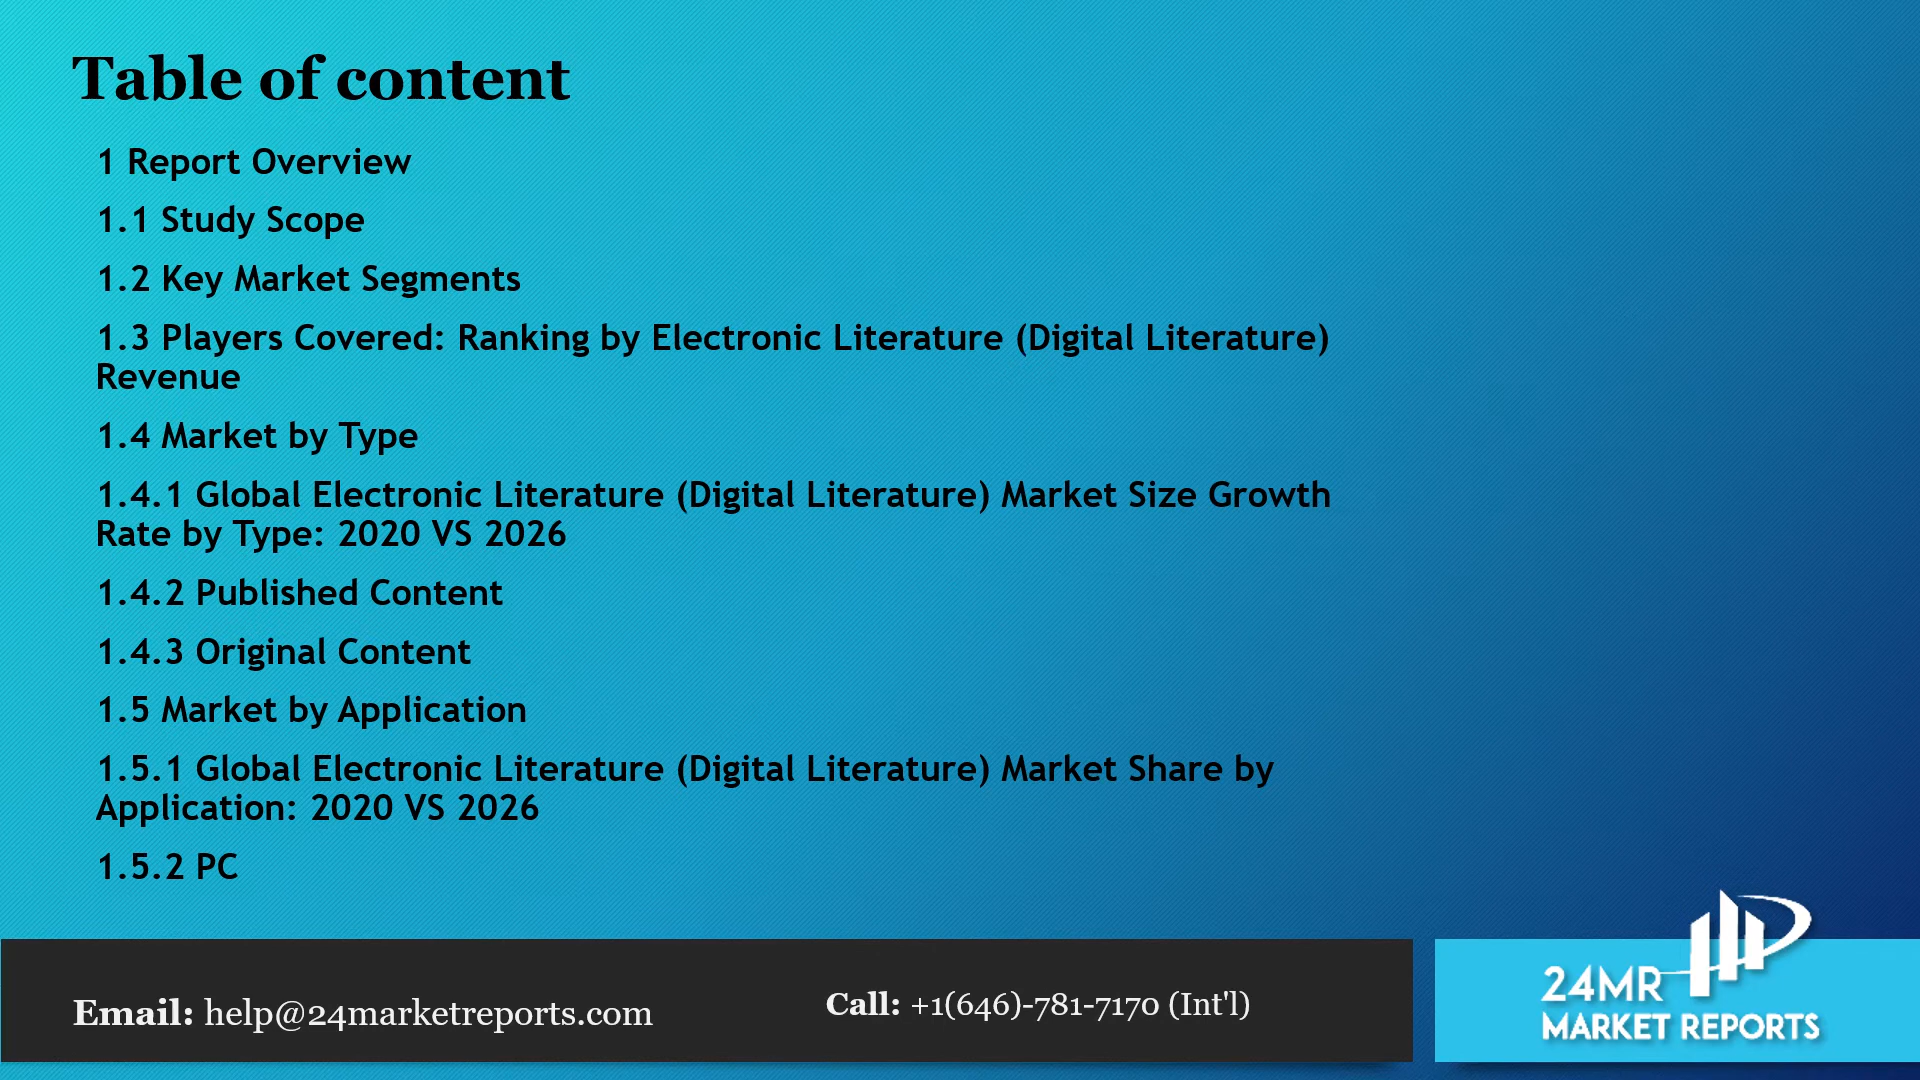 Table of content
1 Report Overview
1.1 Study Scope
1.2 Key Market Segments
1.3 Players Covered: Ranking by Electronic Literature (Digital Literature)
Revenue
1.4 Market by Type
1.4.1 Global Electronic Literature (Digital Literature) Market Size Growth
Rate by Type: 2020 VS 2026
1.4.2 Published Content
1.4.3 Original Content
1.5 Market by Application
1.5.1 Global Electronic Literature (Digital Literature) Market Share by
Application: 2020 VS 2026
1.5.2 PC
Email: help@24marketreports.com
Call: +1(646)-781-7170 (Int'l)
24MR
MARKET REPORTS